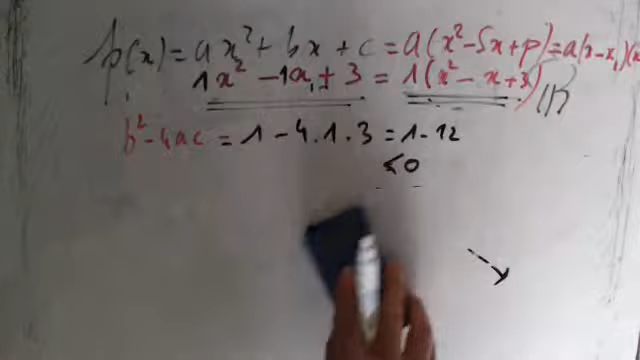 p(x) = ax² + bx + c = a(x² - Sx + p) = a(x - x₁)(x
1x² - 1x + 3 = 1(x² - x + 3)
b² - 4ac = 1 - 4.1.3 = 1 - 12
< 0